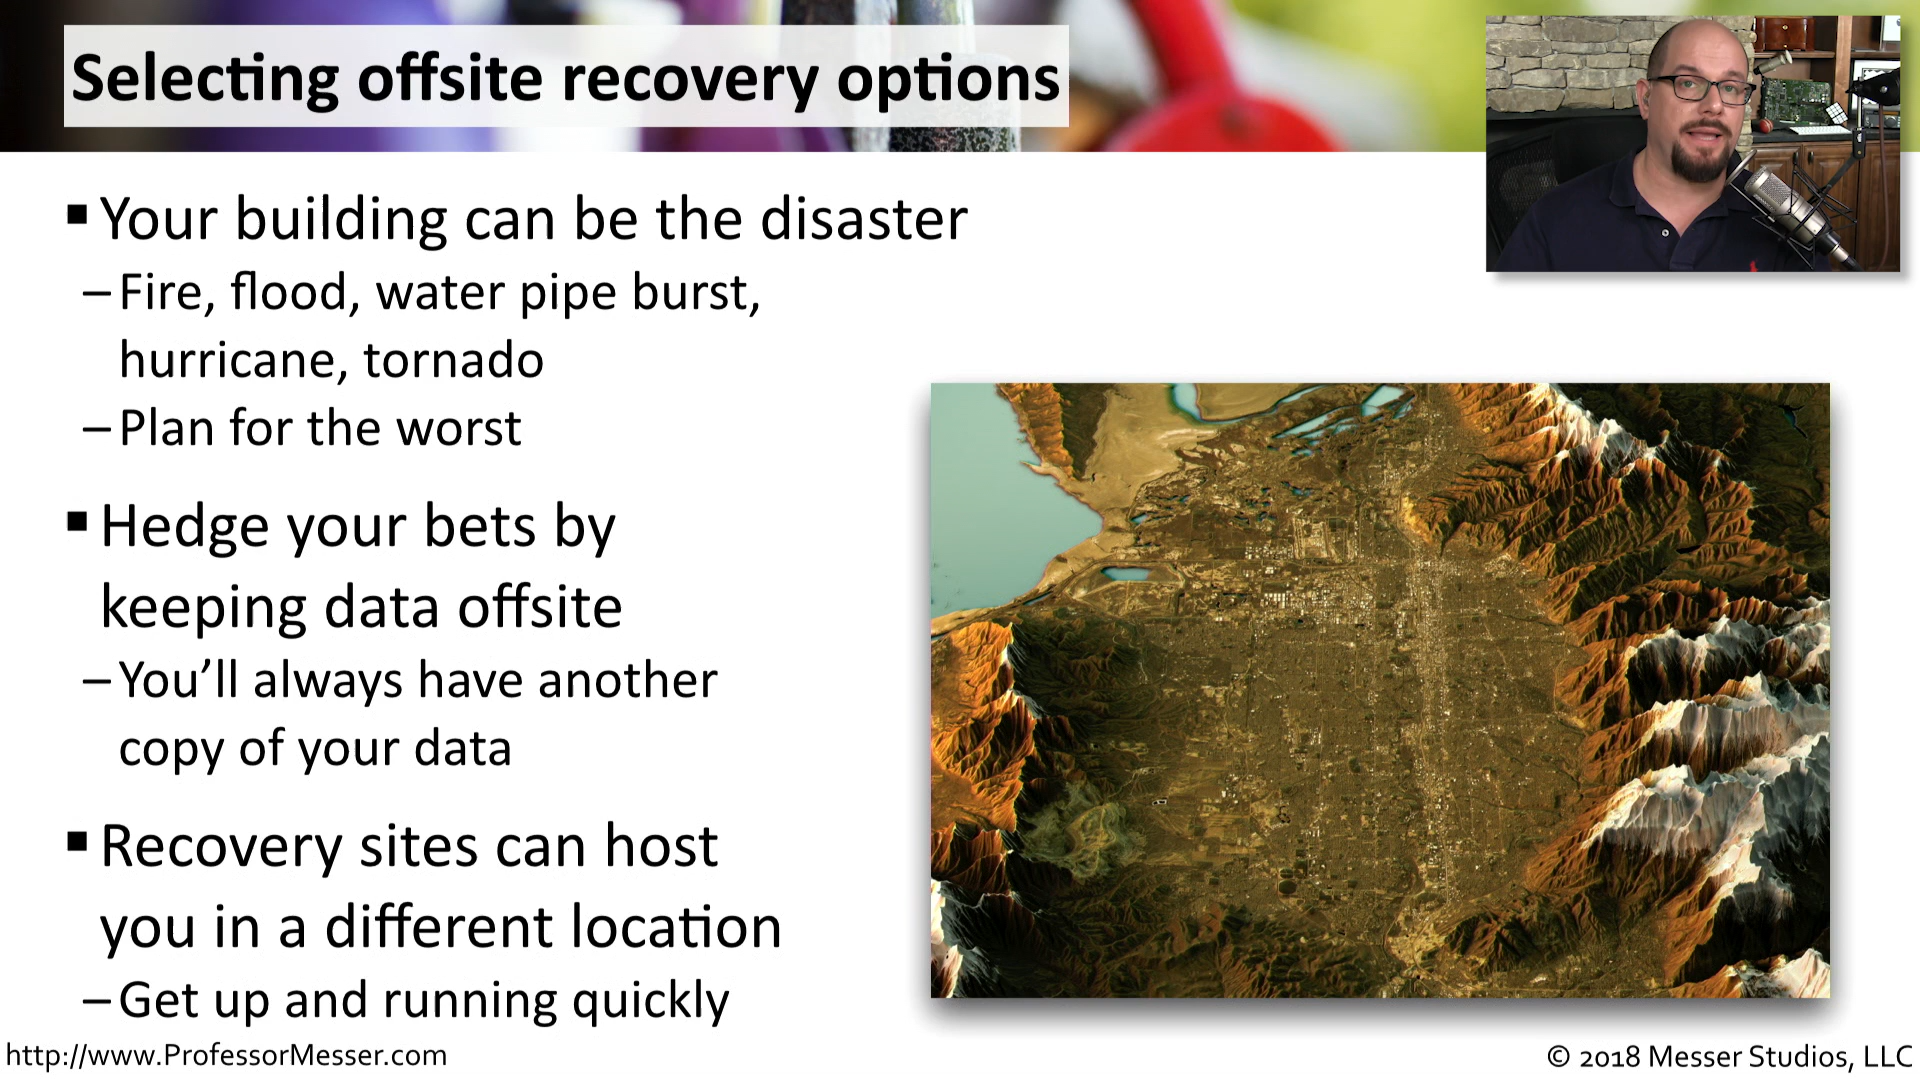 Selecting offsite recovery options
▪ Your building can be the disaster
– Fire, flood, water pipe burst,
hurricane, tornado
– Plan for the worst
▪ Hedge your bets by
keeping data offsite
– You’ll always have another
copy of your data
▪ Recovery sites can host
you in a different location
– Get up and running quickly
http://www.ProfessorMesser.com
© 2018 Messer Studios, LLC